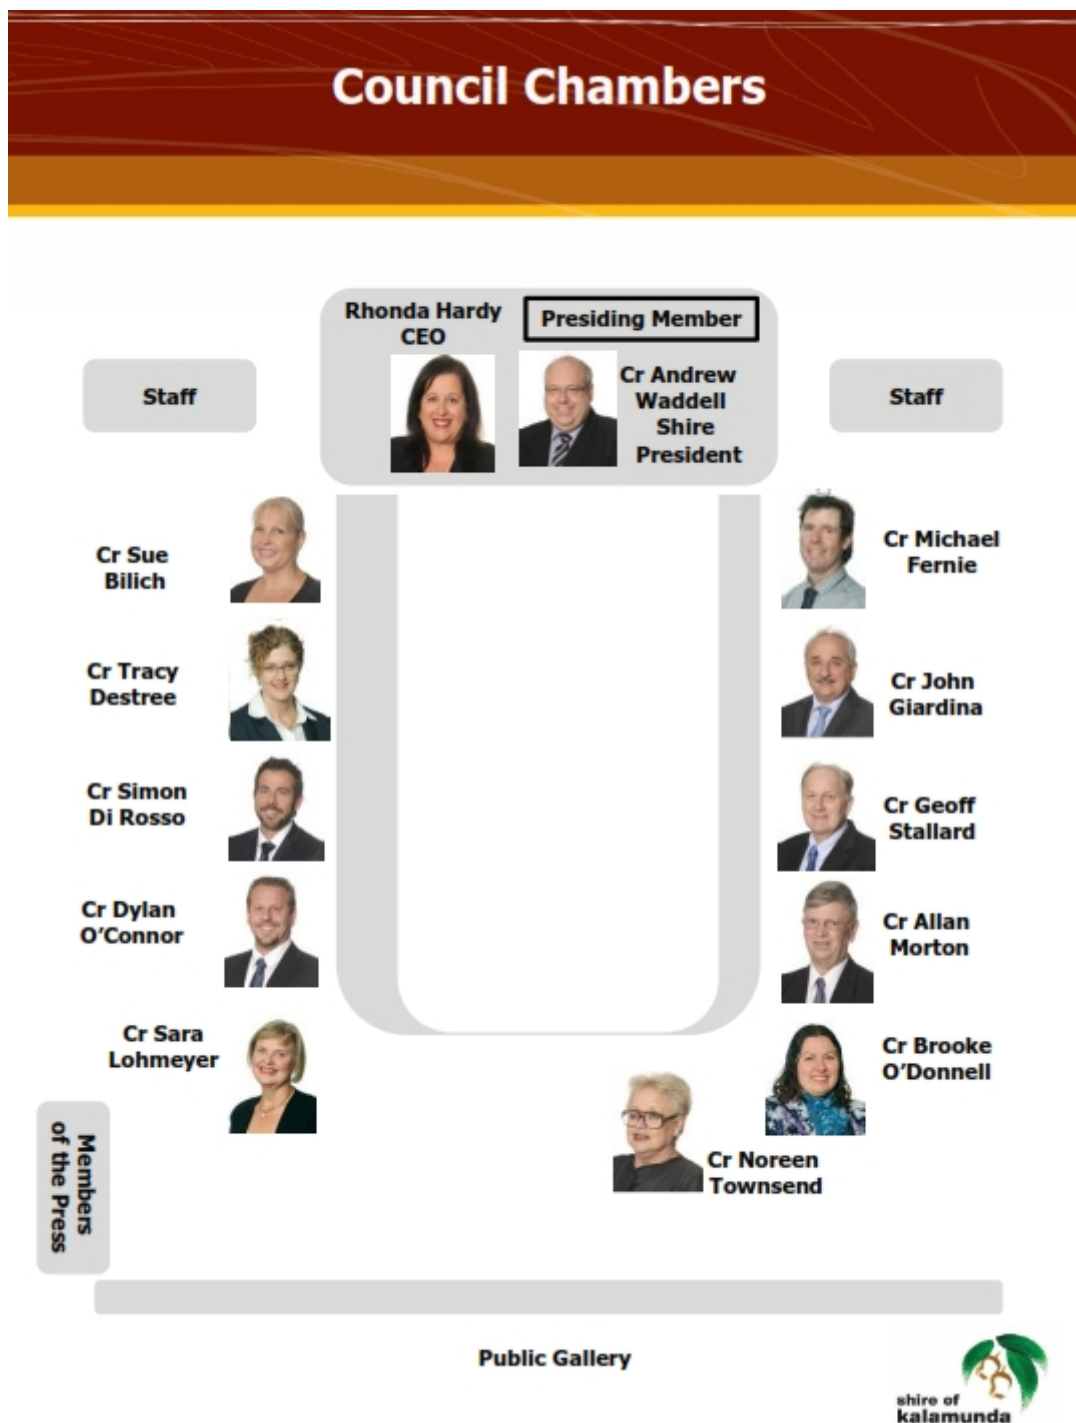 Council Chambers
Rhonda Hardy
CEO
Presiding Member
Cr Andrew
Waddell
Shire
President
Staff
Staff
Cr Sue
Bilich
Cr Michael
Fernie
Cr Tracy
Destree
Cr John
Giardina
Cr Simon
Di Rosso
Cr Geoff
Stallard
Cr Dylan
O'Connor
Cr Allan
Morton
Cr Sara
Lohmeyer
Cr Brooke
O'Donnell
Cr Noreen
Townsend
Members
of the Press
Public Gallery
shire of
kalamunda